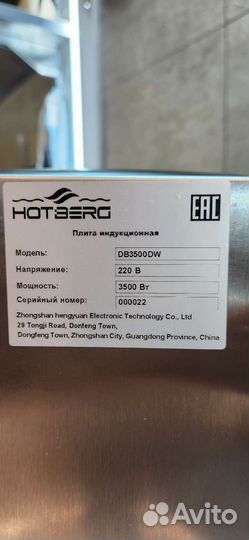 HOTBERG
EAC
Плита индукционная
Модель: DB3500DW
Напряжение: 220 В
Мощность: 3500 Вт
Серийный номер: 000022
Zhongshan hengyuan Electronic Technology Co., Ltd
29 Tongji Road, Donfeng Town,
Dongfeng Town, Zhongshan City, Guangdong Province, China
Avito